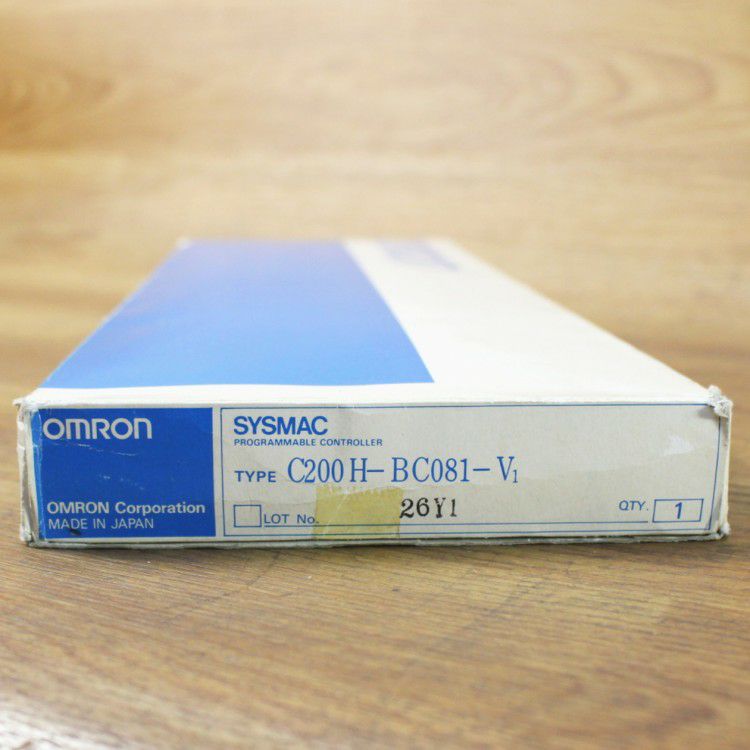 OMRON
OMRON Corporation
MADE IN JAPAN
SYSMAC
PROGRAMMABLE CONTROLLER
TYPE C200H-BC081-V1
LOT No. 26Y1
QTY. 1